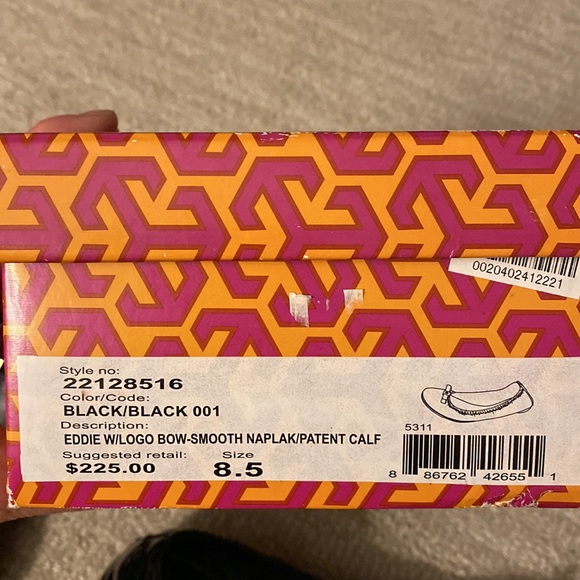 0020402412221
Style no:
22128516
Color/Code:
BLACK/BLACK 001
Description:
EDDIE W/LOGO BOW-SMOOTH NAPLAK/PATENT CALF
Suggested retail: Size
$225.00 8.5
5311
8 86762 42655 1